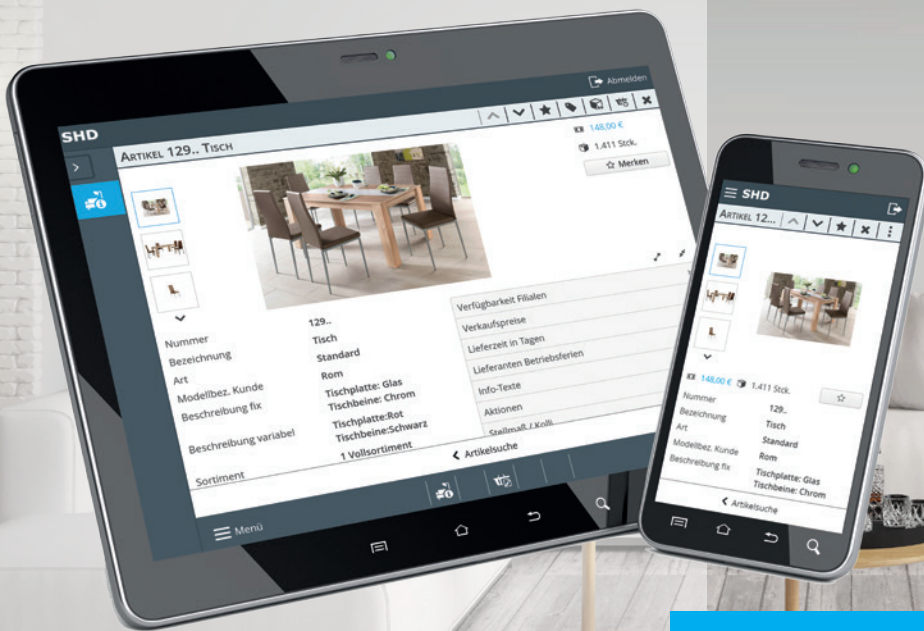 SHD
Abmelden
ARTIKEL 129.. TISCH
148,00 €
1.411 Stck.
Merken
Nummer 129..
Bezeichnung Tisch
Art Standard
Modellbez. Kunde Rom
Beschreibung fix Tischplatte: Glas
Tischbeine: Chrom
Beschreibung variabel Tischplatte:Rot
Tischbeine:Schwarz
Sortiment 1 Vollsortiment
Verfügbarkeit Filialen
Verkaufspreise
Lieferzeit in Tagen
Lieferanten Betriebsferien
Info-Texte
Aktionen
Stellmaß / Kolli
Artikelsuche
Menü
SHD
ARTIKEL 12...
148,00 € 1.411 Stck.
Nummer 129..
Bezeichnung Tisch
Art Standard
Modellbez. Kunde Rom
Beschreibung fix Tischplatte: Glas
Tischbeine: Chrom
Artikelsuche